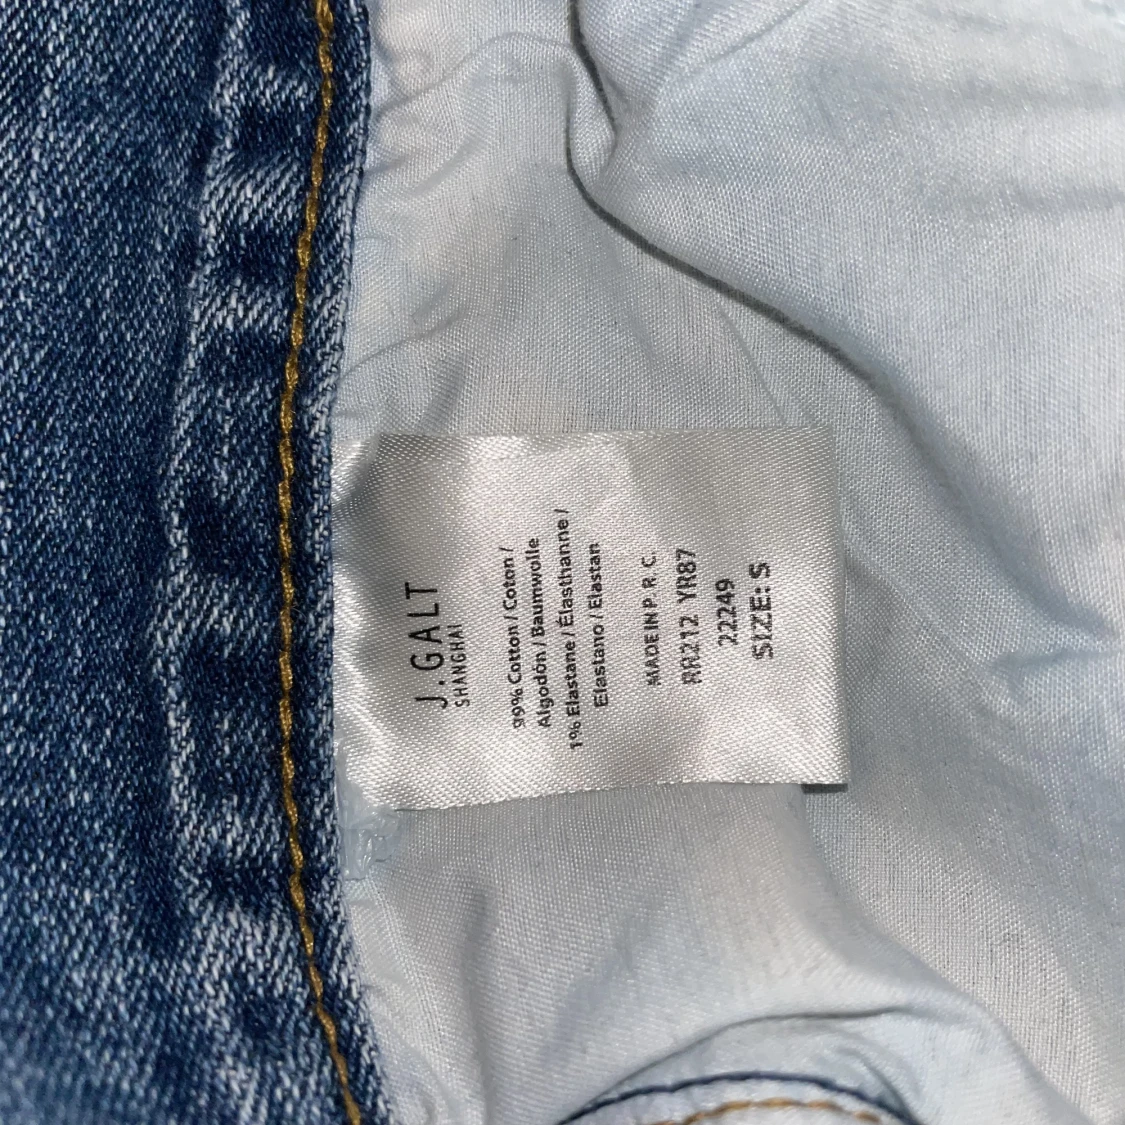 J.GALT
SHANGHAI
99% Cotton / Coton /
Algodón / Baumwolle
1% Elastane / Élasthanne /
Elastano / Elastan
MADE IN P. R. C.
RR212 YR87
22249
SIZE: S